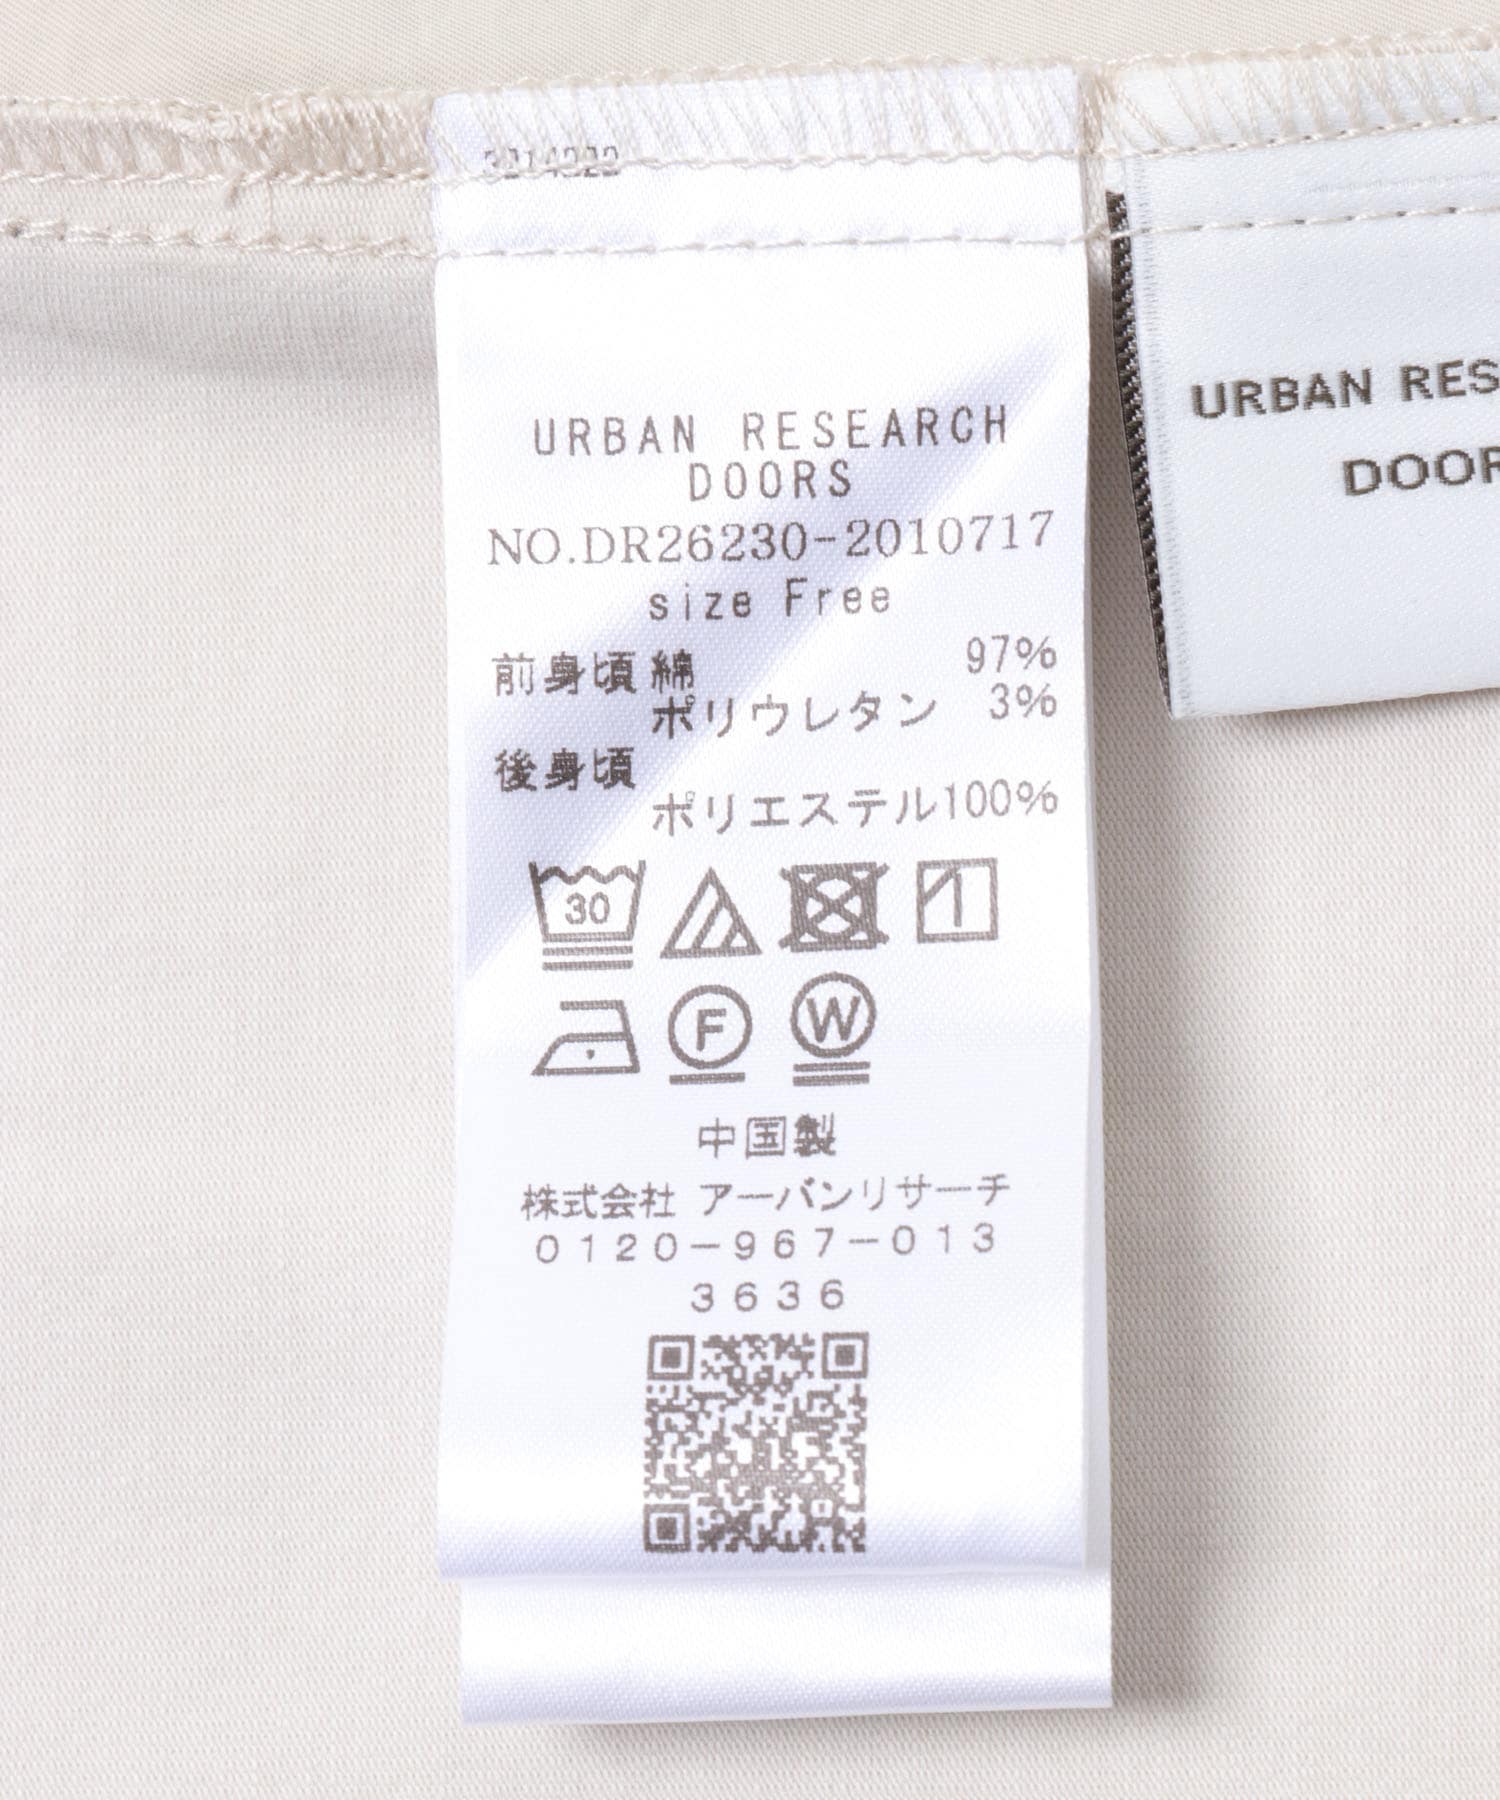 URBAN RESEARCH
DOORS
NO.DR26230-2010717
size Free
前身頃 綿 97%
ポリウレタン 3%
後身頃
ポリエステル100%
30
F
W
中国製
株式会社 アーバンリサーチ
0120-967-013
3636
URBAN RES
DOOR